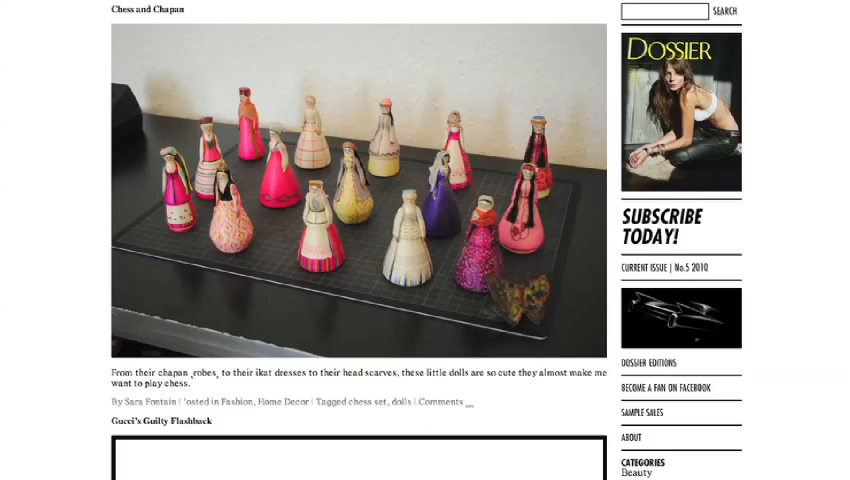 Chess and Chapan
SEARCH
DOSSIER
SUBSCRIBE
TODAY!
CURRENT ISSUE | No.5 2010
From their chapan robes, to their ikat dresses to their head scarves, these little dolls are so cute they almost make me
want to play chess.
By Sara Fontain | Posted in Fashion, Home Decor | Tagged chess set, dolls | Comments
Gucci's Guilty Flashback
DOSSIER EDITIONS
BECOME A FAN ON FACEBOOK
SAMPLE SALES
ABOUT
CATEGORIES
Beauty